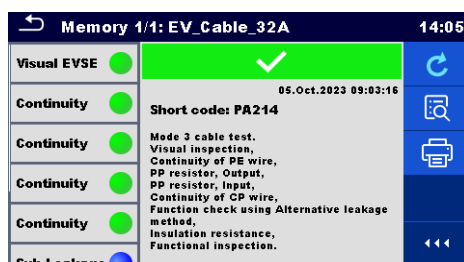 Memory 1/1: EV_Cable_32A
14:05
Visual EVSE
Continuity
Continuity
Continuity
Continuity
Sub Leakage
05.Oct.2023 09:03:16
Short code: PA214
Mode 3 cable test.
Visual inspection,
Continuity of PE wire,
PP resistor, Output,
PP resistor, Input,
Continuity of CP wire,
Function check using Alternative leakage
method,
Insulation resistance,
Functional inspection.